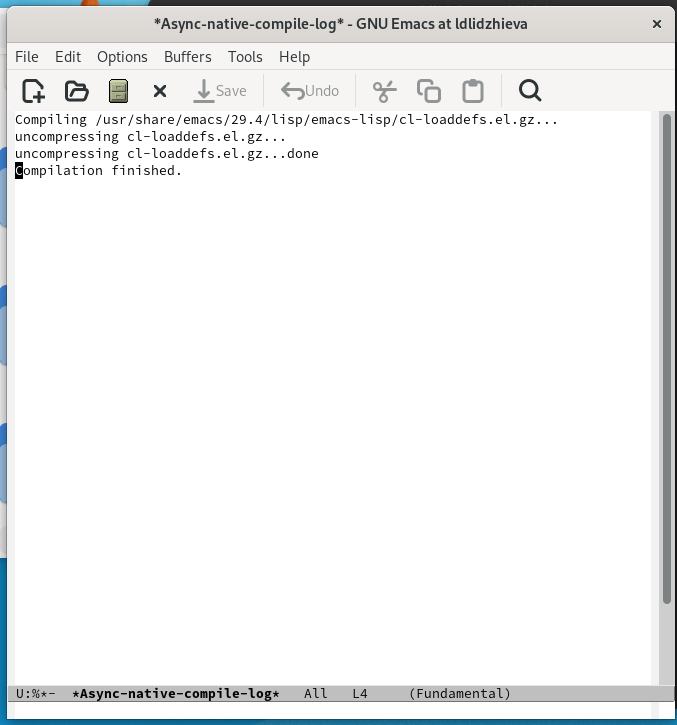 *Async-native-compile-log* - GNU Emacs at ldlidzhieva
File Edit Options Buffers Tools Help
Save Undo
Compiling /usr/share/emacs/29.4/lisp/emacs-lisp/cl-loaddefs.el.gz...
uncompressing cl-loaddefs.el.gz...
uncompressing cl-loaddefs.el.gz...done
Compilation finished.
U:%*- *Async-native-compile-log* All L4 (Fundamental)